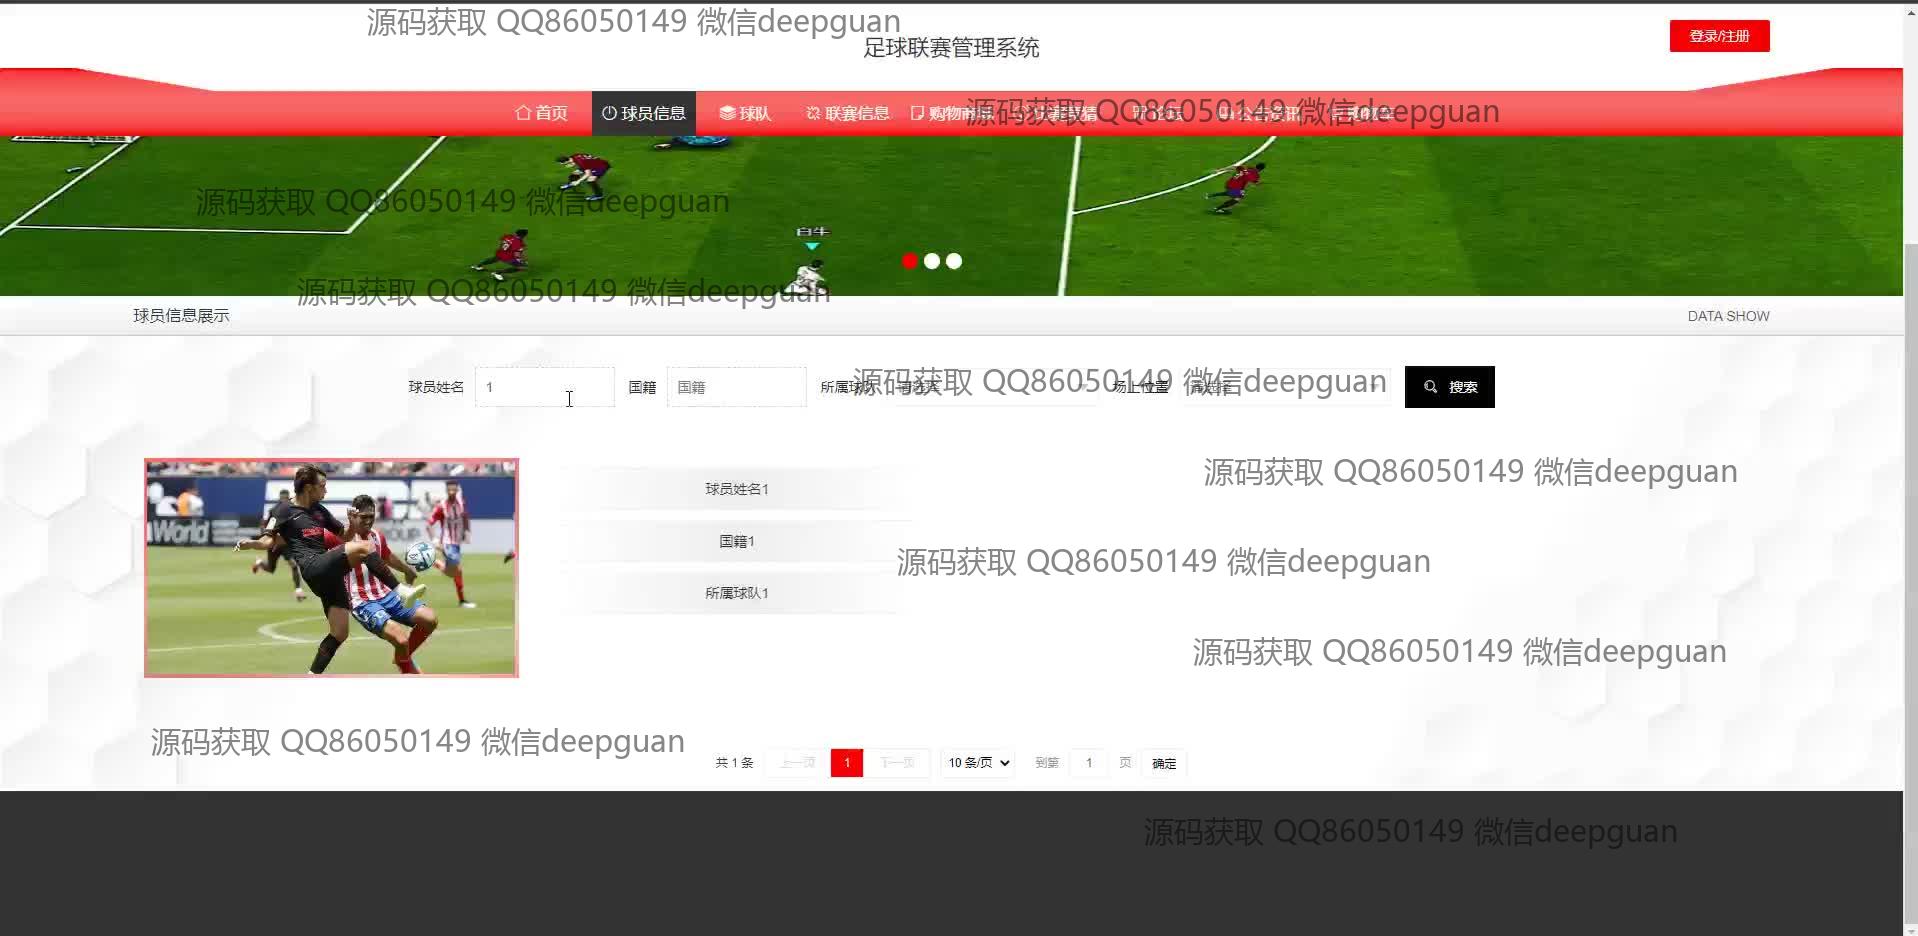 源码获取 QQ86050149 微信deepguan
足球联赛管理系统
登录/注册
首页 球员信息 球队 联赛信息 购物商城
源码获取 QQ86050149 微信deepguan
源码获取 QQ86050149 微信deepguan
白牛
源码获取 QQ86050149 微信deepguan
球员信息展示
DATA SHOW
球员姓名 1 国籍 国籍 所属球队 场上位置 搜索
源码获取 QQ86050149 微信deepguan
World
源码获取 QQ86050149 微信deepguan
球员姓名1
国籍1
源码获取 QQ86050149 微信deepguan
所属球队1
源码获取 QQ86050149 微信deepguan
源码获取 QQ86050149 微信deepguan
共 1 条 上一页 1 下一页 10 条/页 到第 1 页 确定
源码获取 QQ86050149 微信deepguan